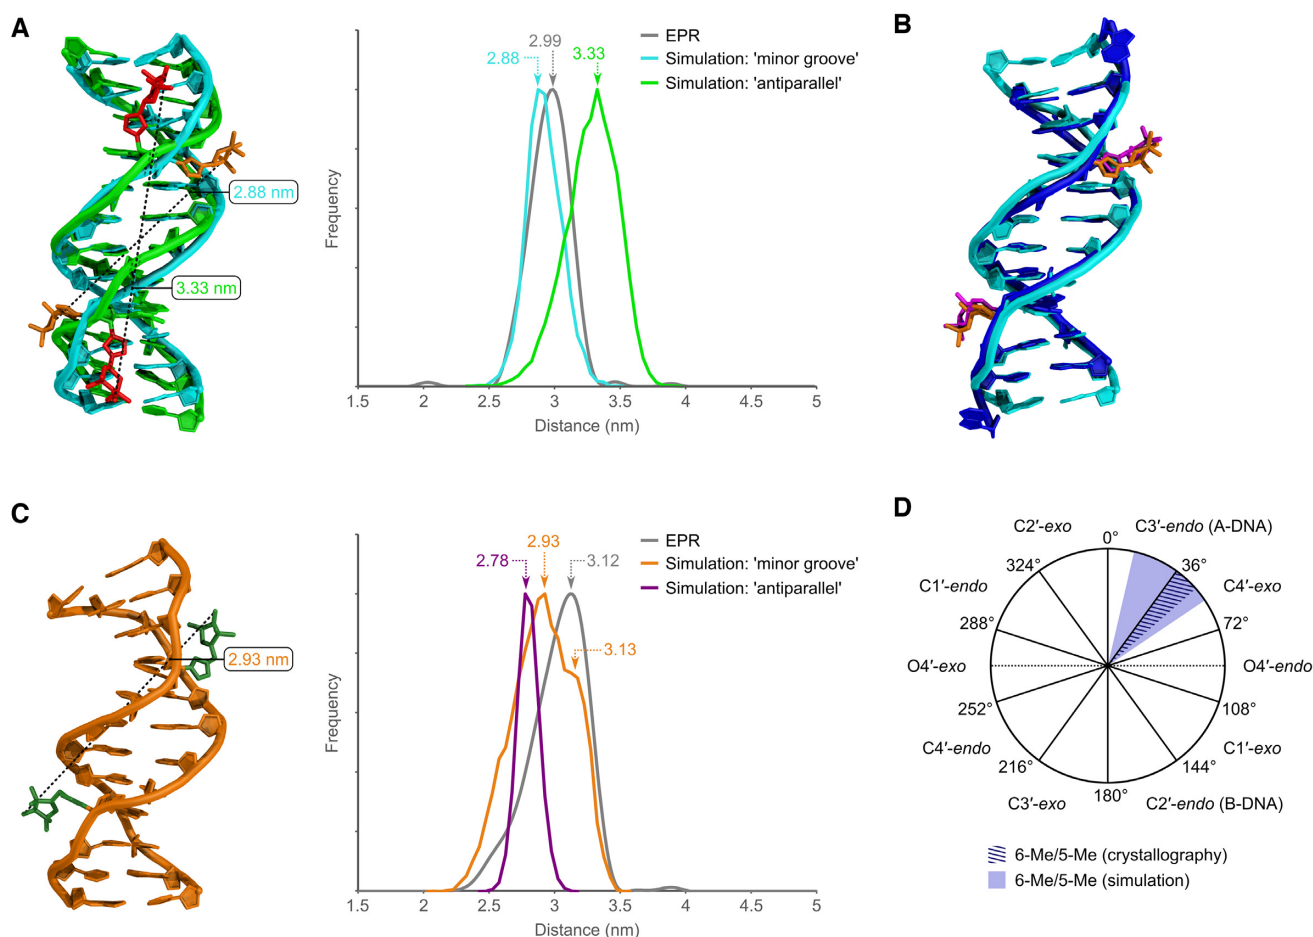 A
2.88 nm
3.33 nm
2.88
2.99
3.33
EPR
Simulation: 'minor groove'
Simulation: 'antiparallel'
Frequency
1.5 2 2.5 3 3.5 4 4.5 5
Distance (nm)
B
C
2.93 nm
2.78
2.93
3.12
3.13
EPR
Simulation: 'minor groove'
Simulation: 'antiparallel'
Frequency
1.5 2 2.5 3 3.5 4 4.5 5
Distance (nm)
D
C2′-exo
0°
C3′-endo (A-DNA)
324°
36°
C1′-endo
C4′-exo
288°
72°
O4′-exo
O4′-endo
252°
108°
C4′-endo
C1′-exo
216°
144°
C3′-exo
180°
C2′-endo (B-DNA)
6-Me/5-Me (crystallography)
6-Me/5-Me (simulation)